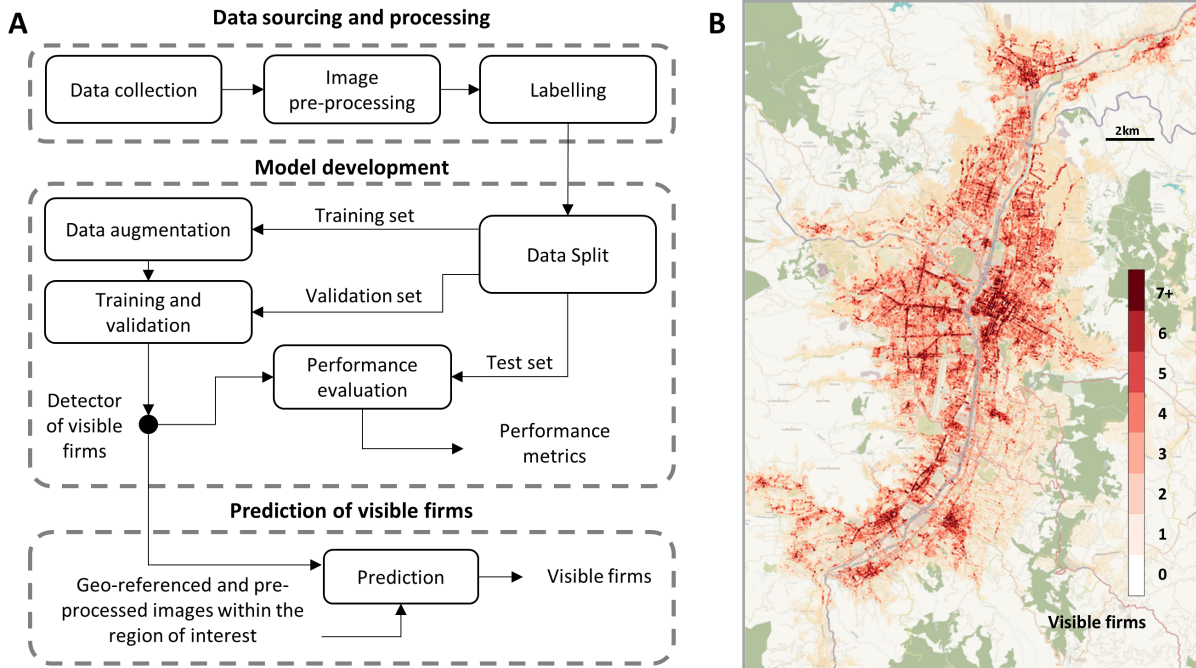 A
Data sourcing and processing
Data collection
Image
pre-processing
Labelling
Model development
Data augmentation
Training set
Data Split
Training and
validation
Validation set
Performance
evaluation
Test set
Detector
of visible
firms
Performance
metrics
Prediction of visible firms
Geo-referenced and pre-
processed images within the
region of interest
Prediction
Visible firms
B
2km
7+
6
5
4
3
2
1
0
Visible firms